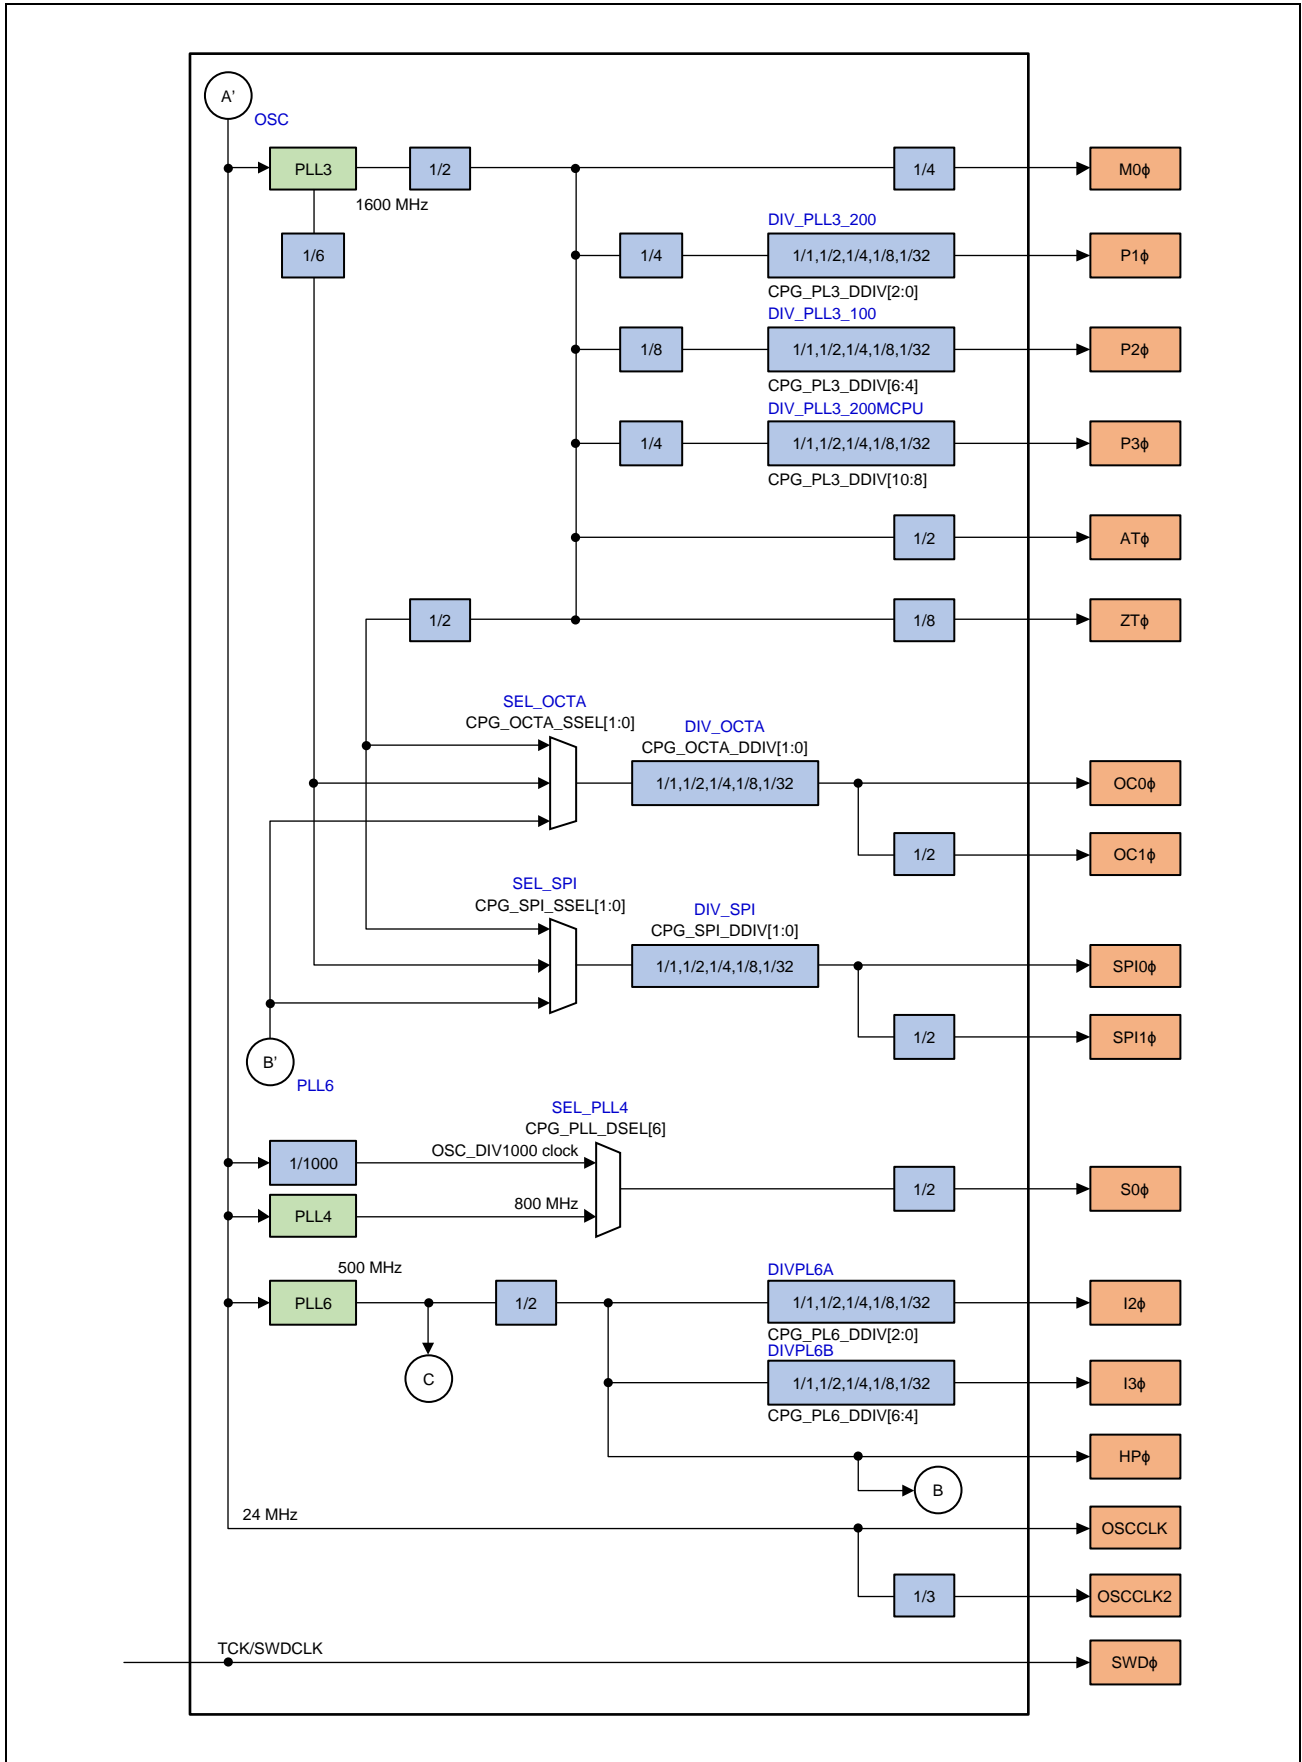 A’
OSC
PLL3
1/2
1/4
M0ϕ
1600 MHz
1/6
DIV_PLL3_200
1/4
1/1,1/2,1/4,1/8,1/32
P1ϕ
CPG_PL3_DDIV[2:0]
DIV_PLL3_100
1/8
1/1,1/2,1/4,1/8,1/32
P2ϕ
CPG_PL3_DDIV[6:4]
DIV_PLL3_200MCPU
1/4
1/1,1/2,1/4,1/8,1/32
P3ϕ
CPG_PL3_DDIV[10:8]
1/2
ATϕ
1/2
1/8
ZTϕ
SEL_OCTA
CPG_OCTA_SSEL[1:0]
DIV_OCTA
CPG_OCTA_DDIV[1:0]
1/1,1/2,1/4,1/8,1/32
OC0ϕ
1/2
OC1ϕ
SEL_SPI
CPG_SPI_SSEL[1:0]
DIV_SPI
CPG_SPI_DDIV[1:0]
1/1,1/2,1/4,1/8,1/32
SPI0ϕ
1/2
SPI1ϕ
B’
PLL6
SEL_PLL4
CPG_PLL_DSEL[6]
1/1000
OSC_DIV1000 clock
1/2
S0ϕ
PLL4
800 MHz
500 MHz
PLL6
1/2
DIVPL6A
1/1,1/2,1/4,1/8,1/32
I2ϕ
CPG_PL6_DDIV[2:0]
DIVPL6B
C
1/1,1/2,1/4,1/8,1/32
I3ϕ
CPG_PL6_DDIV[6:4]
HPϕ
B
24 MHz
OSCCLK
1/3
OSCCLK2
TCK/SWDCLK
SWDϕ